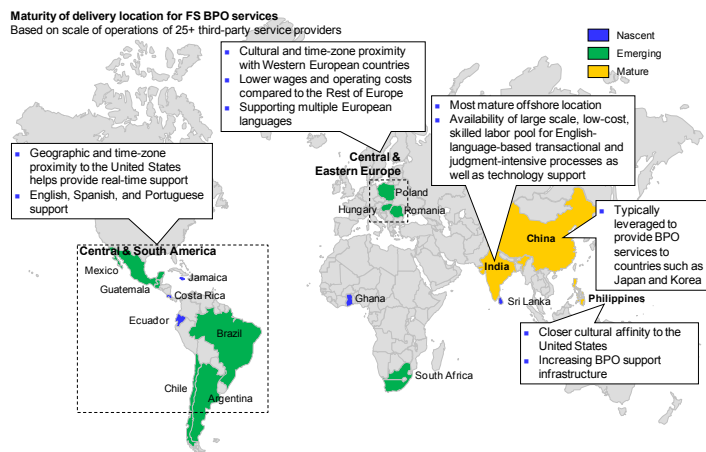 Maturity of delivery location for FS BPO services
Based on scale of operations of 25+ third-party service providers
Nascent
Emerging
Mature
Cultural and time-zone proximity
with Western European countries
Lower wages and operating costs
compared to the Rest of Europe
Supporting multiple European
languages
Most mature offshore location
Availability of large scale, low-cost,
skilled labor pool for English-
language-based transactional and
judgment-intensive processes as
well as technology support
Geographic and time-zone
proximity to the United States
helps provide real-time support
English, Spanish, and Portuguese
support
Central &
Eastern Europe
Poland
Hungary
Romania
Typically
leveraged to
provide BPO
services to
countries such as
Japan and Korea
China
India
Central & South America
Mexico
Jamaica
Guatemala
Costa Rica
Ecuador
Brazil
Chile
Argentina
Ghana
South Africa
Sri Lanka
Philippines
Closer cultural affinity to the
United States
Increasing BPO support
infrastructure